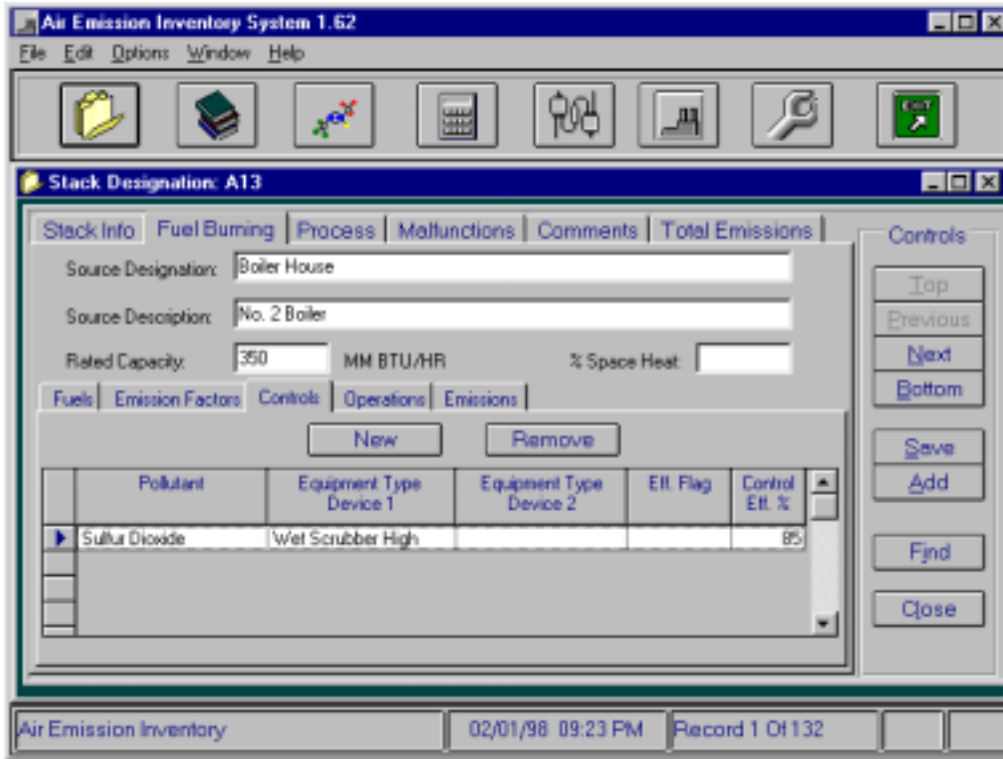 Air Emission Inventory System 1.62
File Edit Options Window Help
EXIT
Stack Designation: A13
Stack Info Fuel Burning Process Malfunctions Comments Total Emissions
Controls
Source Designation: Boiler House
Top
Source Description: No. 2 Boiler
Previous
Rated Capacity: 350 MM BTU/HR % Space Heat:
Next
Fuels Emission Factors Controls Operations Emissions
Bottom
New Remove
Save
Pollutant Equipment Type Device 1 Equipment Type Device 2 Eff. Flag Control Eff. %
Add
Sulfur Dioxide Wet Scrubber High 85
Find
Close
Air Emission Inventory 02/01/98 09:23 PM Record 1 Of 132